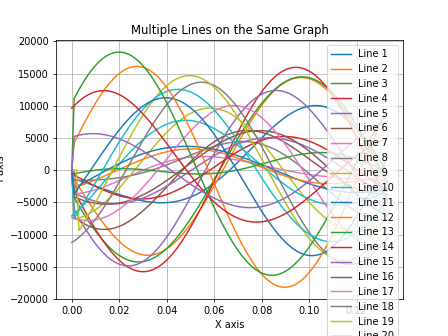 Multiple Lines on the Same Graph
20000
15000
10000
5000
0
−5000
−10000
−15000
−20000
0.00
0.02
0.04
0.06
0.08
0.10
X axis
Line 1
Line 2
Line 3
Line 4
Line 5
Line 6
Line 7
Line 8
Line 9
Line 10
Line 11
Line 12
Line 13
Line 14
Line 15
Line 16
Line 17
Line 18
Line 19
Line 20